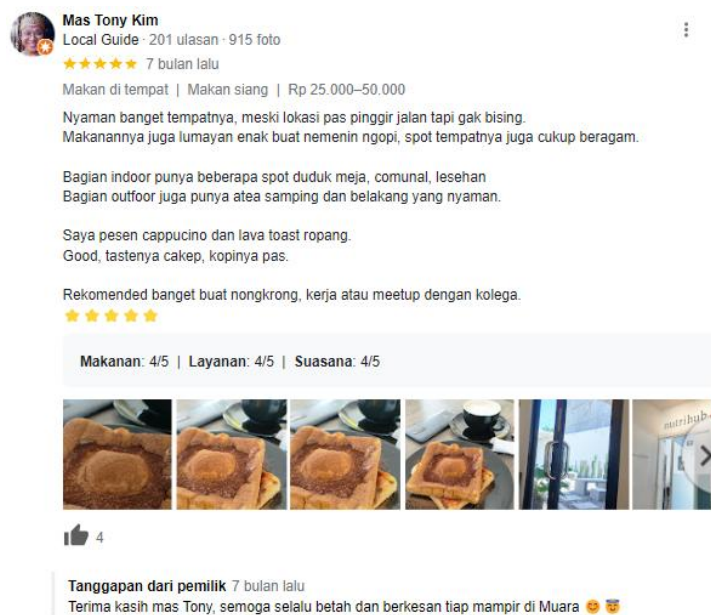 Mas Tony Kim
Local Guide · 201 ulasan · 915 foto
7 bulan lalu
Makan di tempat | Makan siang | Rp 25.000–50.000
Nyaman banget tempatnya, meski lokasi pas pinggir jalan tapi gak bising.
Makanannya juga lumayan enak buat nemenin ngopi, spot tempatnya juga cukup beragam.
Bagian indoor punya beberapa spot duduk meja, comunal, lesehan
Bagian outfoor juga punya atea samping dan belakang yang nyaman.
Saya pesen cappucino dan lava toast ropang.
Good, tastenya cakep, kopinya pas.
Rekomended banget buat nongkrong, kerja atau meetup dengan kolega.
Makanan: 4/5 | Layanan: 4/5 | Suasana: 4/5
nutrihub
4
Tanggapan dari pemilik 7 bulan lalu
Terima kasih mas Tony, semoga selalu betah dan berkesan tiap mampir di Muara 😊 😇